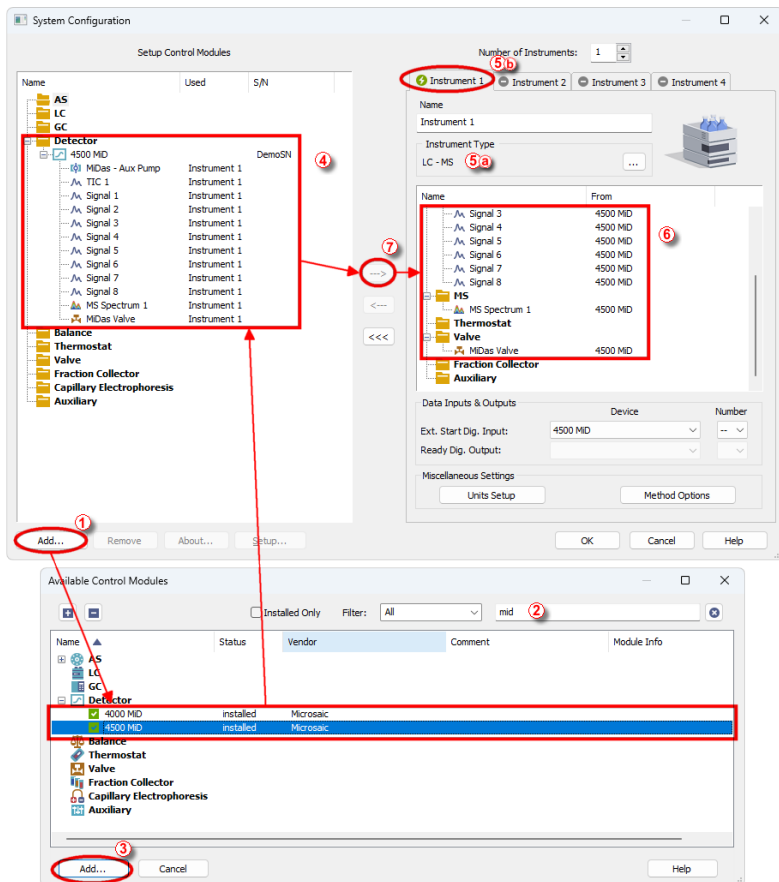 System Configuration
Setup Control Modules
Number of Instruments: 1
Name Used S/N
AS
LC
GC
Detector
4500 MiD DemoSN
MiDas - Aux Pump Instrument 1
TIC 1 Instrument 1
Signal 1 Instrument 1
Signal 2 Instrument 1
Signal 3 Instrument 1
Signal 4 Instrument 1
Signal 5 Instrument 1
Signal 6 Instrument 1
Signal 7 Instrument 1
Signal 8 Instrument 1
MS Spectrum 1 Instrument 1
MiDas Valve Instrument 1
Balance
Thermostat
Valve
Fraction Collector
Capillary Electrophoresis
Auxiliary
4
7
--->
<---
<<<
5 b
Instrument 1 Instrument 2 Instrument 3 Instrument 4
Name
Instrument 1
Instrument Type
LC - MS 5 a ...
Name From
Signal 3 4500 MiD
Signal 4 4500 MiD
Signal 5 4500 MiD
Signal 6 4500 MiD
Signal 7 4500 MiD
Signal 8 4500 MiD
MS
MS Spectrum 1 4500 MiD
Thermostat
Valve
MiDas Valve 4500 MiD
Fraction Collector
Auxiliary
6
Data Inputs & Outputs
Device Number
Ext. Start Dig. Input: 4500 MiD --
Ready Dig. Output:
Miscellaneous Settings
Units Setup Method Options
1
Add... Remove About... Setup... OK Cancel Help
Available Control Modules
Installed Only Filter: All mid 2
Name Status Vendor Comment Module Info
AS
LC
GC
Detector
4000 MiD installed Microsaic
4500 MiD installed Microsaic
Balance
Thermostat
Valve
Fraction Collector
Capillary Electrophoresis
Auxiliary
3
Add... Cancel Help